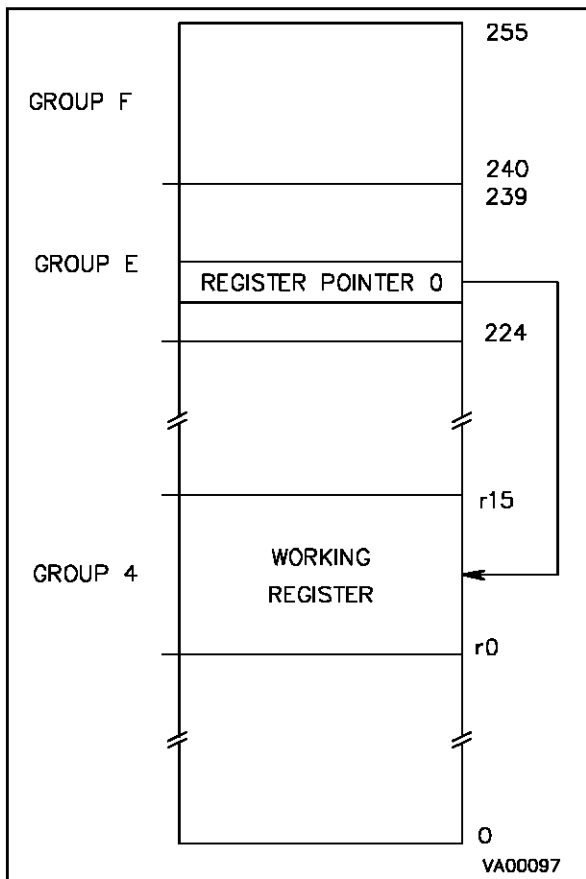 255
GROUP F
240
239
GROUP E
REGISTER POINTER 0
224
r15
WORKING
GROUP 4
REGISTER
r0
0
VA00097